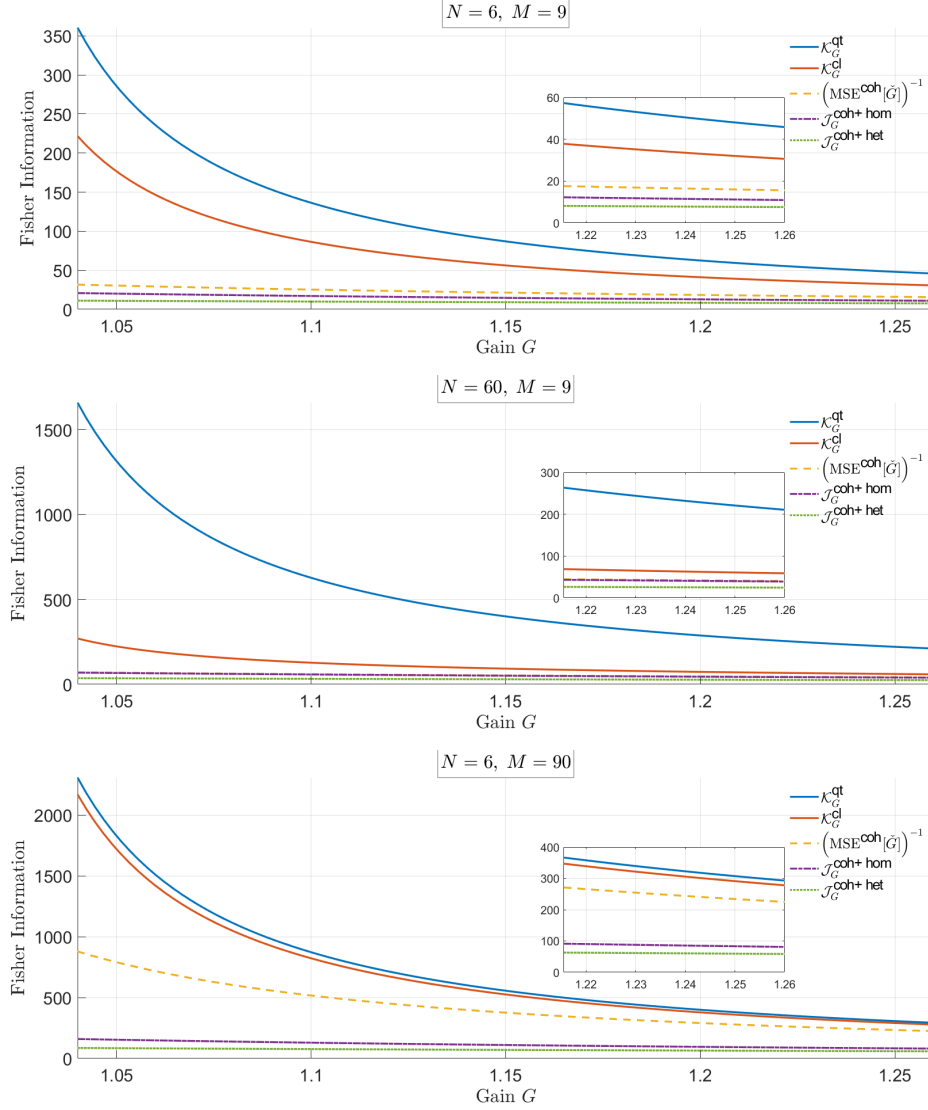 N = 6, M = 9
350
300
250
200
150
100
50
0
Fisher Information
1.05
1.1
1.15
1.2
1.25
Gain G
𝒦_G^qt
𝒦_G^cl
(MSE^coh[Ǧ])^−1
𝒥_G^coh+ hom
𝒥_G^coh+ het
60
40
20
0
1.22
1.23
1.24
1.25
1.26
N = 60, M = 9
1500
1000
500
0
Fisher Information
1.05
1.1
1.15
1.2
1.25
Gain G
𝒦_G^qt
𝒦_G^cl
(MSE^coh[Ǧ])^−1
𝒥_G^coh+ hom
𝒥_G^coh+ het
300
200
100
0
1.22
1.23
1.24
1.25
1.26
N = 6, M = 90
2000
1500
1000
500
0
Fisher Information
1.05
1.1
1.15
1.2
1.25
Gain G
𝒦_G^qt
𝒦_G^cl
(MSE^coh[Ǧ])^−1
𝒥_G^coh+ hom
𝒥_G^coh+ het
400
300
200
100
0
1.22
1.23
1.24
1.25
1.26